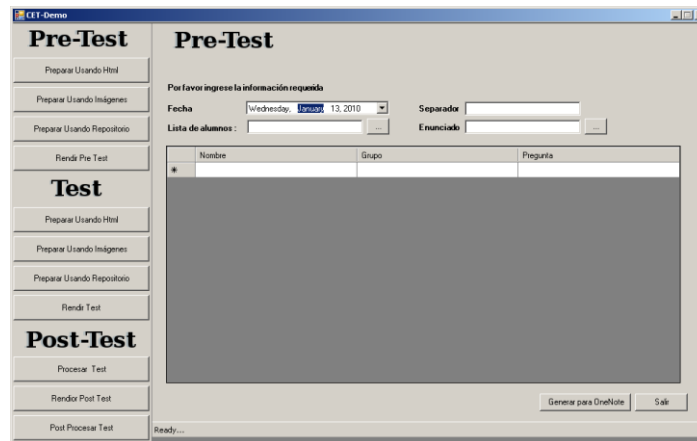 CET-Demo
Pre-Test
Preparar Usando Html
Preparar Usando Imágenes
Preparar Usando Repositorio
Rendir Pre Test
Test
Preparar Usando Html
Preparar Usando Imágenes
Preparar Usando Repositorio
Rendir Test
Post-Test
Procesar Test
Rendior Post Test
Post Procesar Test
Pre-Test
Por favor ingrese la información requerida
Fecha Wednesday, January 13, 2010 Separador
Lista de alumnos : ... Enunciado ...
Nombre Grupo Pregunta
Generar para OneNote Salir
Ready....